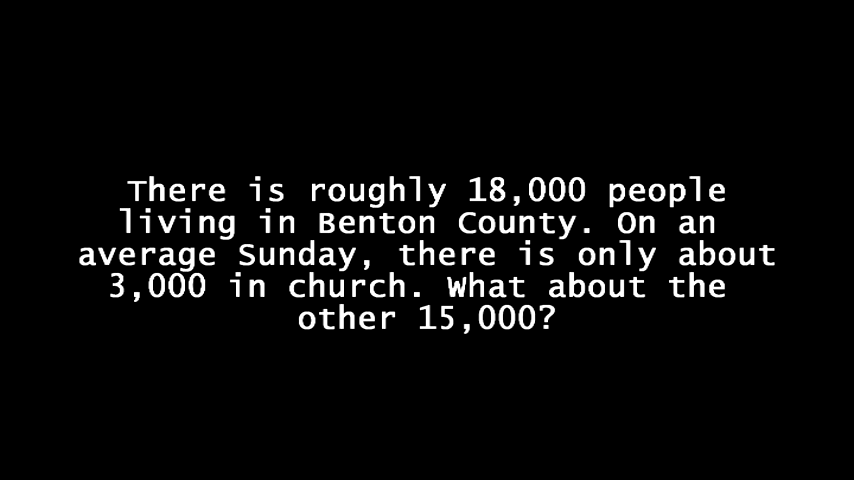 There is roughly 18,000 people
living in Benton County. On an
average Sunday, there is only about
3,000 in church. What about the
other 15,000?